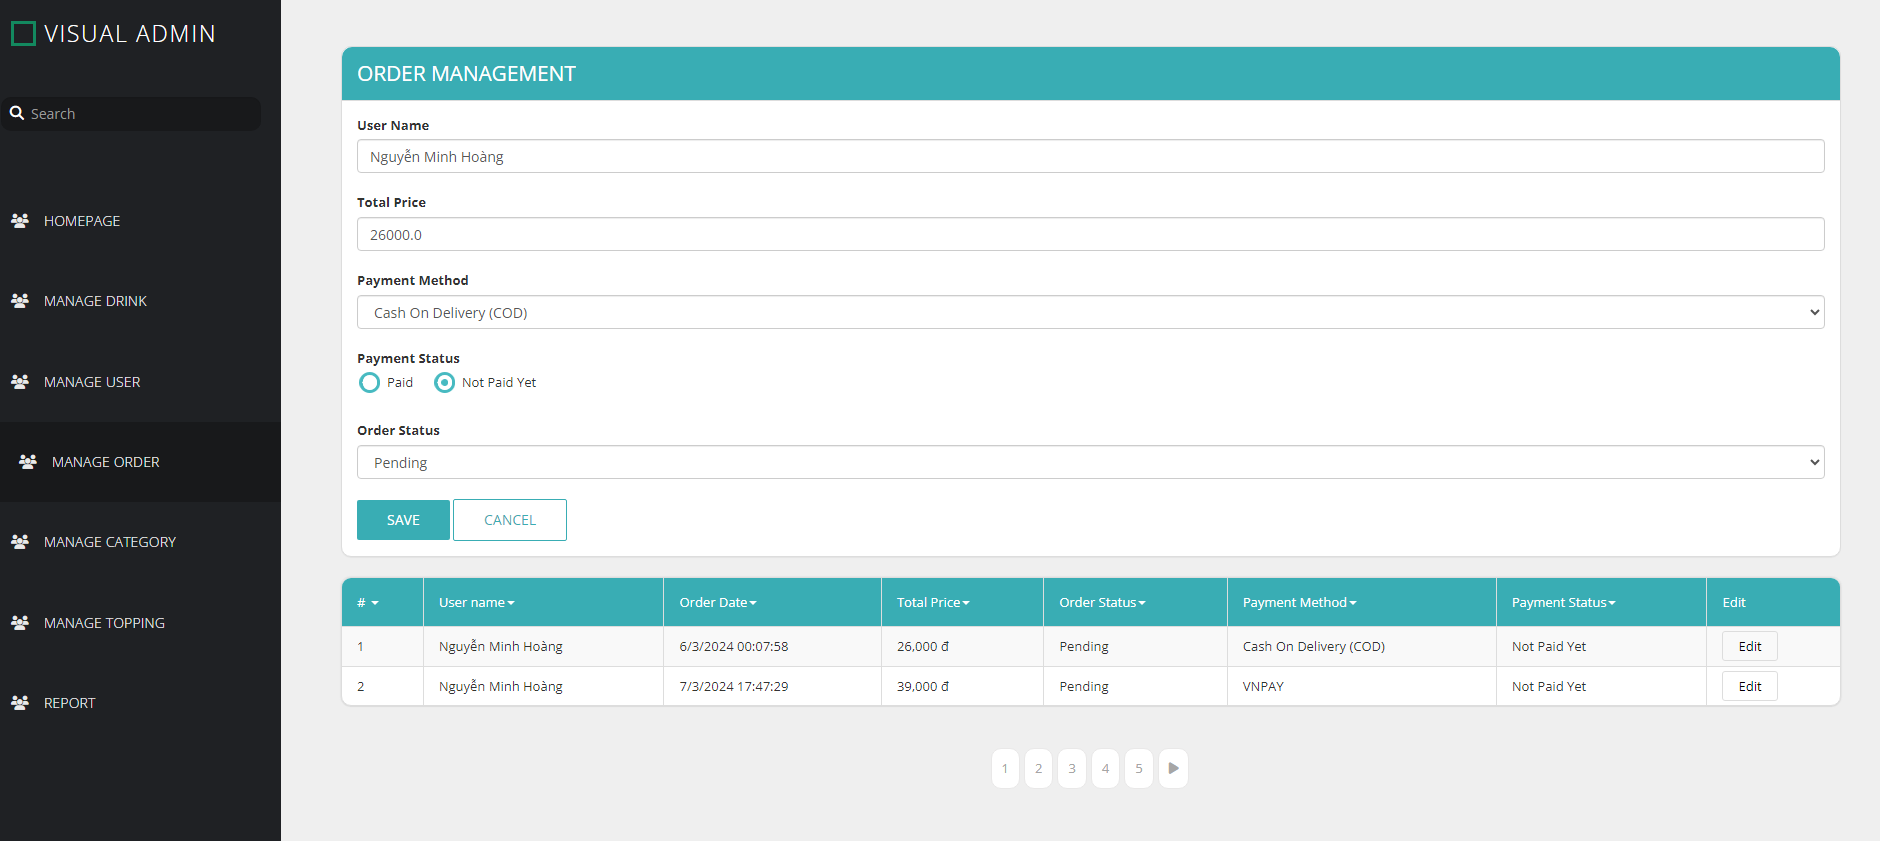 VISUAL ADMIN
Search
HOMEPAGE
MANAGE DRINK
MANAGE USER
MANAGE ORDER
MANAGE CATEGORY
MANAGE TOPPING
REPORT
ORDER MANAGEMENT
User Name
Nguyễn Minh Hoàng
Total Price
26000.0
Payment Method
Cash On Delivery (COD)
Payment Status
Paid Not Paid Yet
Order Status
Pending
SAVE CANCEL
# User name Order Date Total Price Order Status Payment Method Payment Status Edit
1 Nguyễn Minh Hoàng 6/3/2024 00:07:58 26,000 đ Pending Cash On Delivery (COD) Not Paid Yet Edit
2 Nguyễn Minh Hoàng 7/3/2024 17:47:29 39,000 đ Pending VNPAY Not Paid Yet Edit
1 2 3 4 5